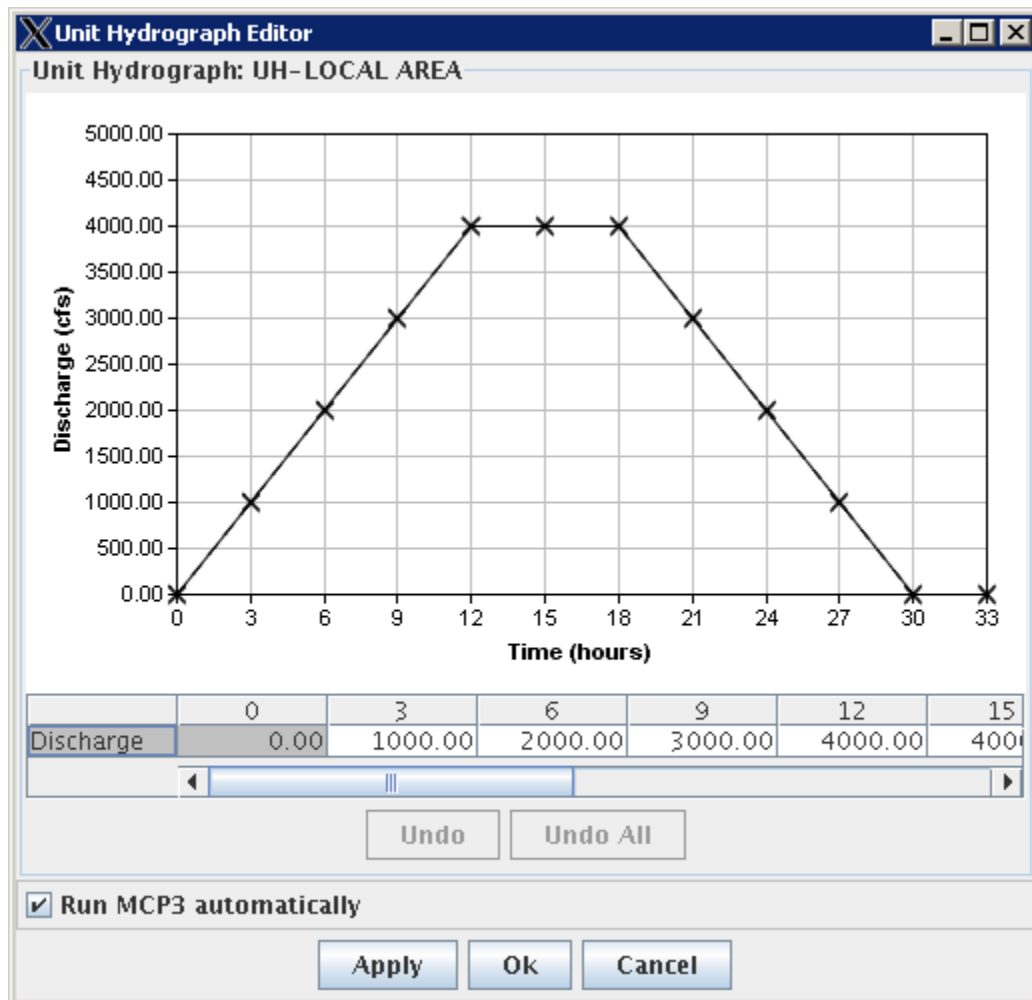 Unit Hydrograph Editor
Unit Hydrograph: UH-LOCAL AREA
5000.00
4500.00
4000.00
3500.00
3000.00
2500.00
2000.00
1500.00
1000.00
500.00
0.00
Discharge (cfs)
0 3 6 9 12 15 18 21 24 27 30 33
Time (hours)
0 3 6 9 12 15
Discharge 0.00 1000.00 2000.00 3000.00 4000.00 400
Undo Undo All
Run MCP3 automatically
Apply Ok Cancel